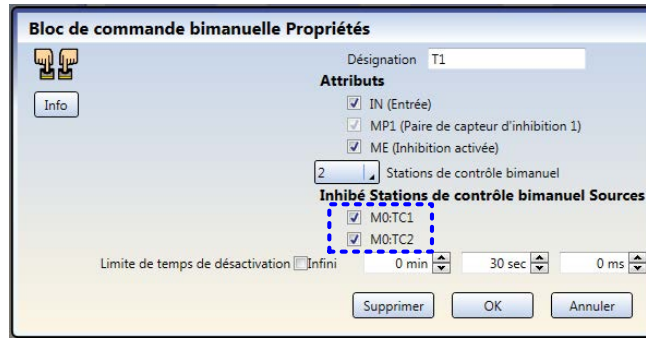 Bloc de commande bimanuelle Propriétés
Désignation T1
Attributs
Info
IN (Entrée)
MP1 (Paire de capteur d'inhibition 1)
ME (Inhibition activée)
2 Stations de contrôle bimanuel
Inhibé Stations de contrôle bimanuel Sources
M0:TC1
M0:TC2
Limite de temps de désactivation Infini 0 min 30 sec 0 ms
Supprimer OK Annuler